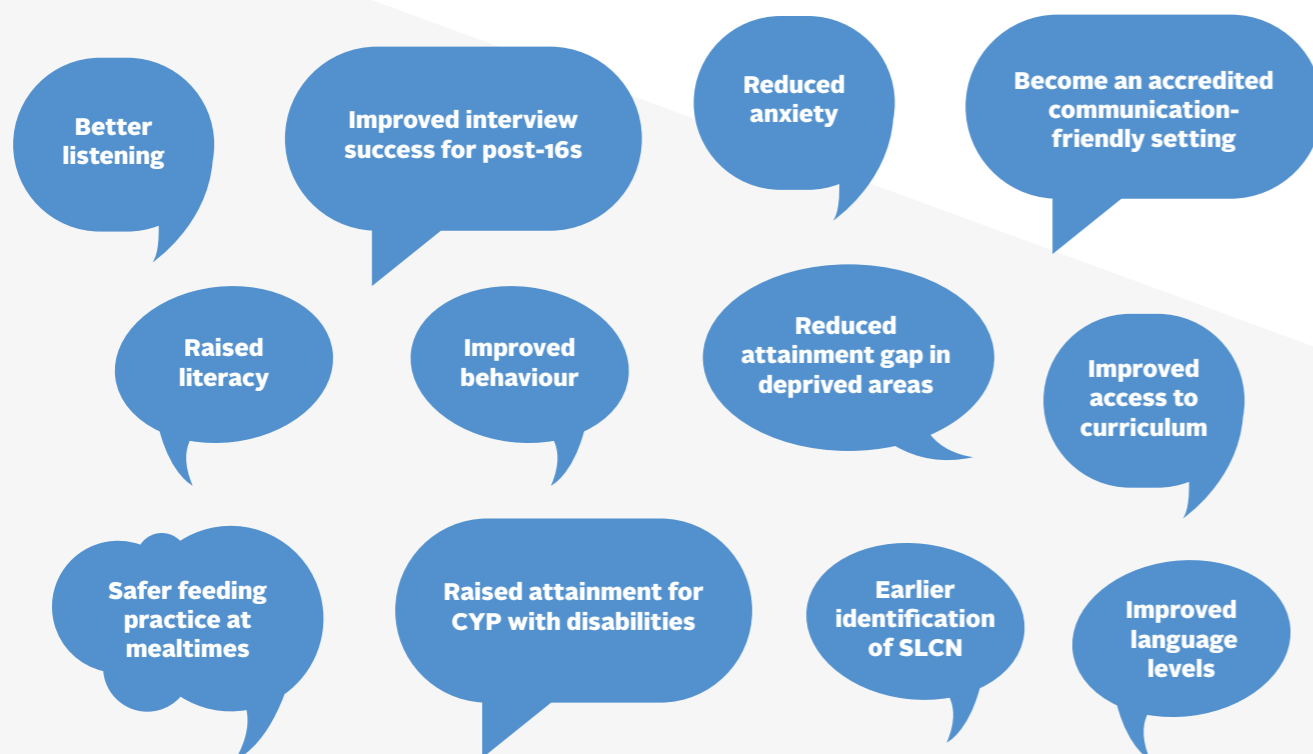 Better
listening
Improved interview
success for post-16s
Reduced
anxiety
Become an accredited
communication-
friendly setting
Raised
literacy
Improved
behaviour
Reduced
attainment gap in
deprived areas
Improved
access to
curriculum
Safer feeding
practice at
mealtimes
Raised attainment for
CYP with disabilities
Earlier
identification
of SLCN
Improved
language
levels